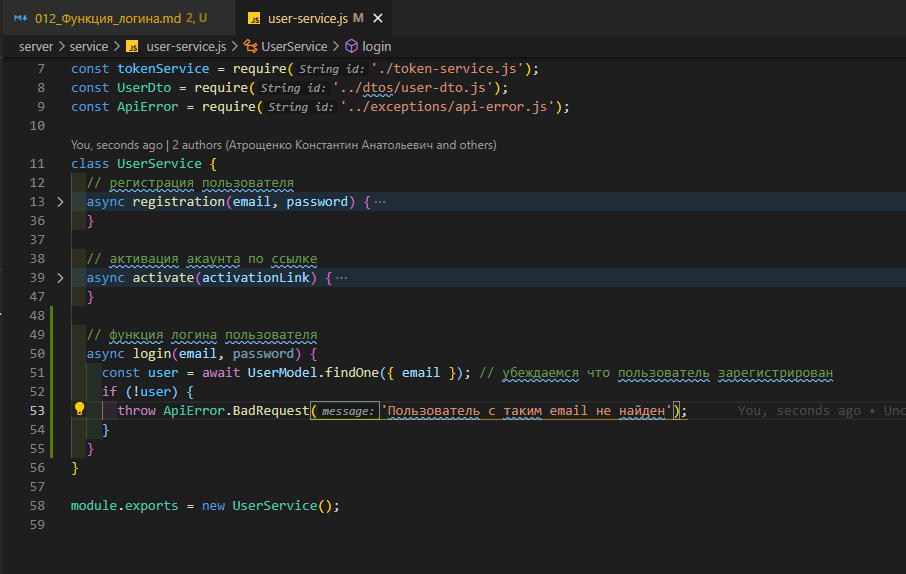 012_Функция_логина.md 2, U user-service.js M
server > service > user-service.js > UserService > login
7 const tokenService = require(String id: './token-service.js');
8 const UserDto = require(String id: '../dtos/user-dto.js');
9 const ApiError = require(String id: '../exceptions/api-error.js');
10
You, seconds ago | 2 authors (Атрощенко Константин Анатольевич and others)
11 class UserService {
12 // регистрация пользователя
13 async registration(email, password) { ···
36 }
37
38 // активация акаунта по ссылке
39 async activate(activationLink) { ···
47 }
48
49 // функция логина пользователя
50 async login(email, password) {
51 const user = await UserModel.findOne({ email }); // убеждаемся что пользователь зарегистрирован
52 if (!user) {
53 throw ApiError.BadRequest(message: 'Пользователь с таким email не найден'); You, seconds ago • Unc
54 }
55 }
56 }
57
58 module.exports = new UserService();
59